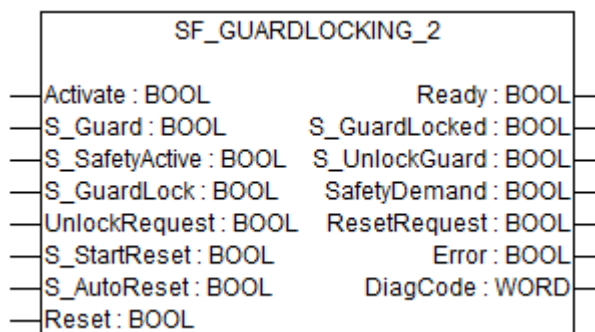 SF_GUARDLOCKING_2
Activate : BOOL Ready : BOOL
S_Guard : BOOL S_GuardLocked : BOOL
S_SafetyActive : BOOL S_UnlockGuard : BOOL
S_GuardLock : BOOL SafetyDemand : BOOL
UnlockRequest : BOOL ResetRequest : BOOL
S_StartReset : BOOL Error : BOOL
S_AutoReset : BOOL DiagCode : WORD
Reset : BOOL